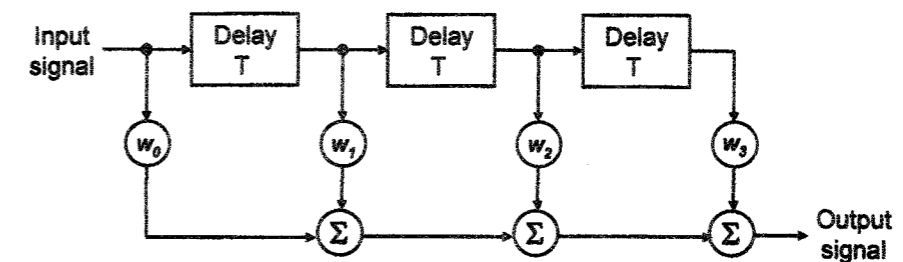 Input
signal
Delay
T
Delay
T
Delay
T
w₀
w₁
w₂
w₃
Σ
Σ
Σ
Output
signal